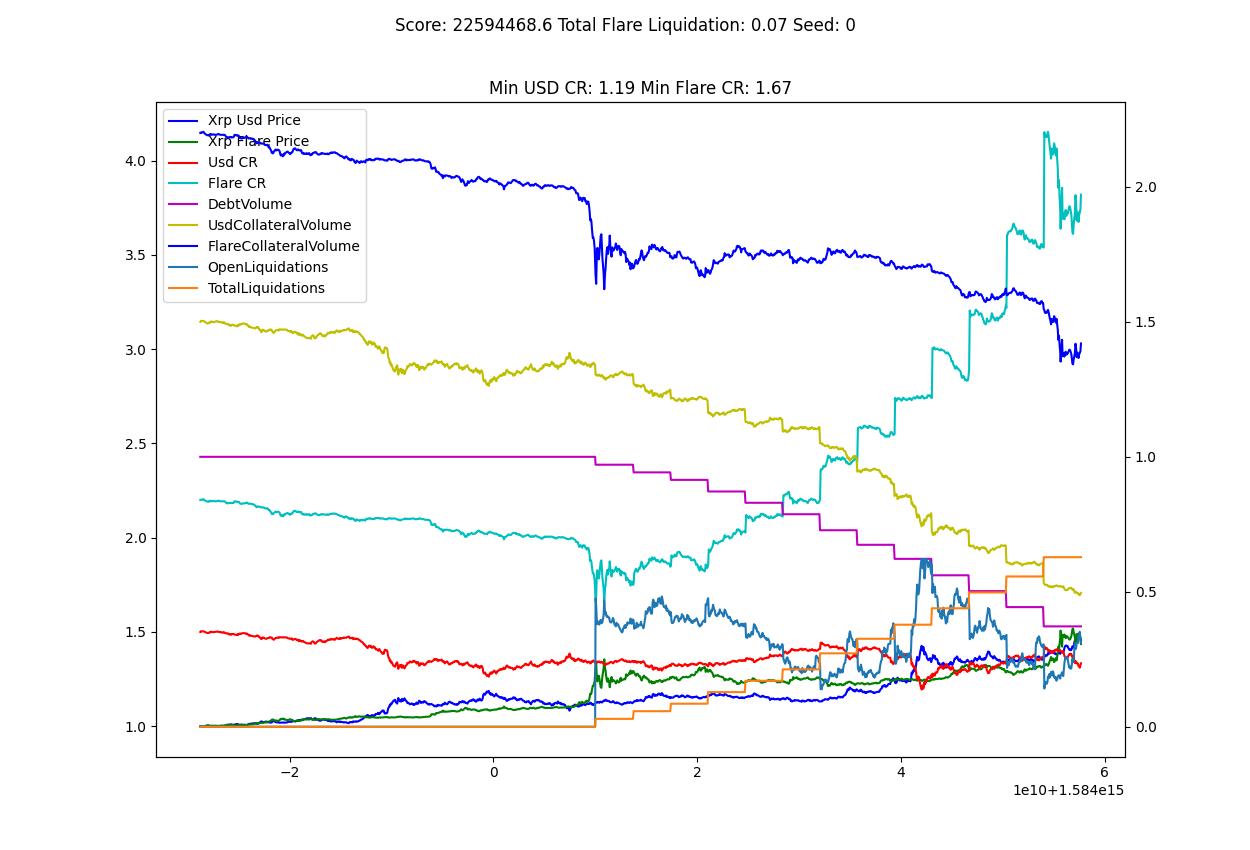 Score: 22594468.6 Total Flare Liquidation: 0.07 Seed: 0
Min USD CR: 1.19 Min Flare CR: 1.67
Xrp Usd Price
Xrp Flare Price
Usd CR
Flare CR
DebtVolume
UsdCollateralVolume
FlareCollateralVolume
OpenLiquidations
TotalLiquidations
4.0
3.5
3.0
2.5
2.0
1.5
1.0
2.0
1.5
1.0
0.5
0.0
−2 0 2 4 6
1e10+1.584e15